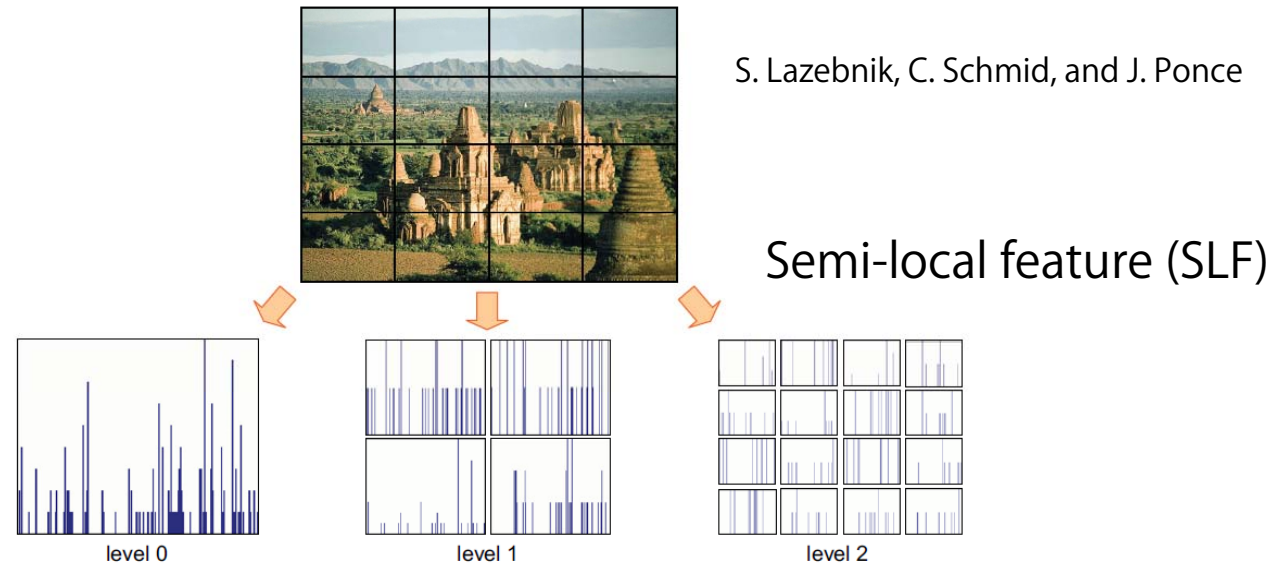 S. Lazebnik, C. Schmid, and J. Ponce
Semi-local feature (SLF)
level 0
level 1
level 2